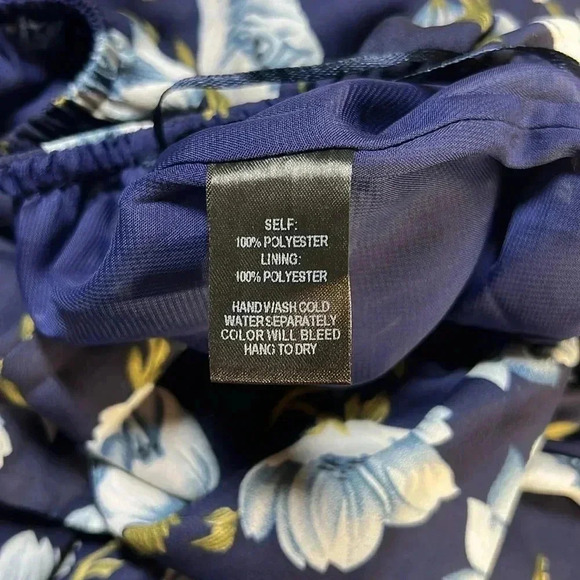 SELF:
100% POLYESTER
LINING:
100% POLYESTER
HAND WASH COLD
WATER SEPARATELY
COLOR WILL BLEED
HANG TO DRY